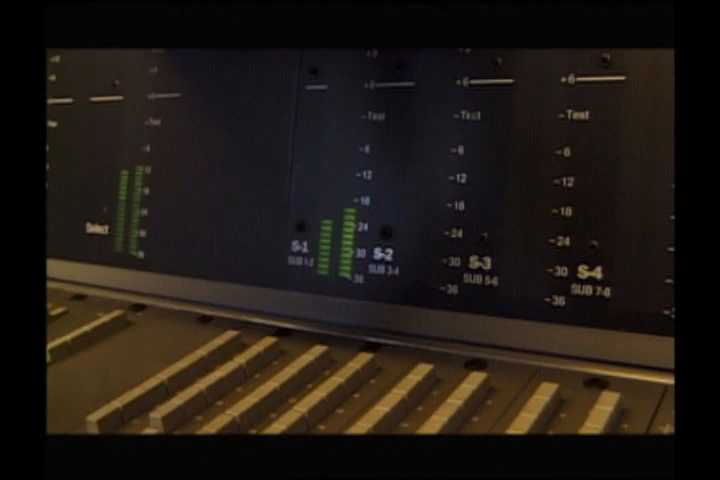 +6
+6
+6
-Test
-Test
-Test
-6
-6
-6
-12
-12
-12
-18
-18
-18
24
-24
-24
30
-30
-30
36
-36
-36
Select
S-1
SUB 1-2
S-2
SUB 3-4
S-3
SUB 5-6
S-4
SUB 7-8